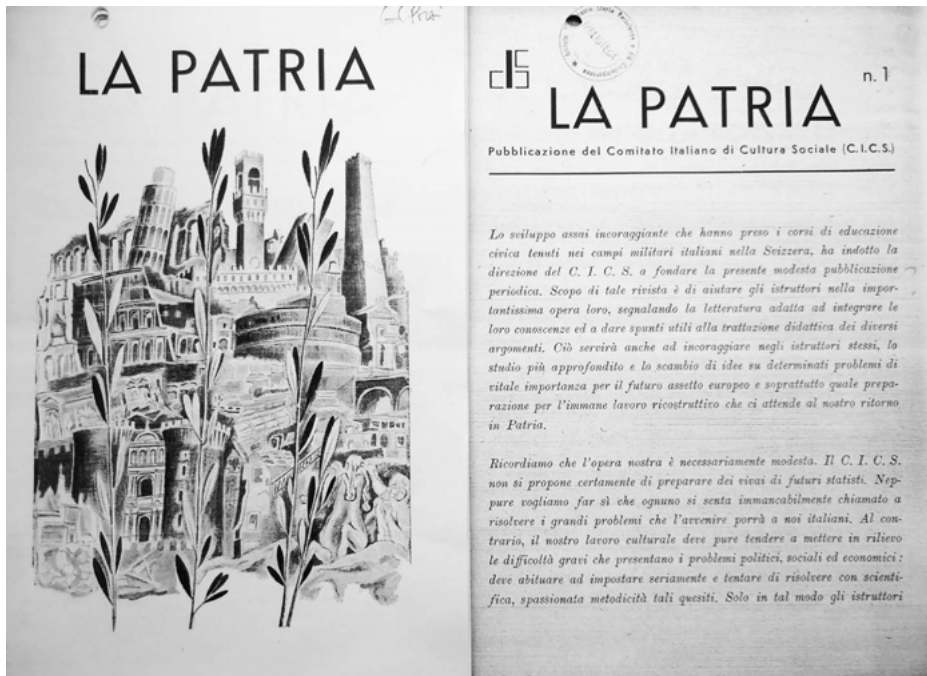 LA PATRIA
CICS
n. 1
LA PATRIA
Pubblicazione del Comitato Italiano di Cultura Sociale (C.I.C.S.)
Lo sviluppo assai incoraggiante che hanno preso i corsi di educazione
civica tenuti nei campi militari italiani nella Svizzera, ha indotto la
direzione del C. I. C. S. a fondare la presente modesta pubblicazione
periodica. Scopo di tale rivista è di aiutare gli istruttori nella impor-
tantissima opera loro, segnalando la letteratura adatta ad integrare le
loro conoscenze ed a dare spunti utili alla trattazione didattica dei diversi
argomenti. Ciò servirà anche ad incoraggiare negli istruttori stessi, lo
studio più approfondito e lo scambio di idee su determinati problemi di
vitale importanza per il futuro assetto europeo e soprattutto quale prepa-
razione per l'immane lavoro ricostruttivo che ci attende al nostro ritorno
in Patria.
Ricordiamo che l'opera nostra è necessariamente modesta. Il C. I. C. S.
non si propone certamente di preparare dei vivai di futuri statisti. Nep-
pure vogliamo far sì che ognuno si senta immancabilmente chiamato a
risolvere i grandi problemi che l'avvenire porrà a noi italiani. Al con-
trario, il nostro lavoro culturale deve pure tendere a mettere in rilievo
le difficoltà gravi che presentano i problemi politici, sociali ed economici :
deve abituare ad impostare seriamente e tentare di risolvere con scienti-
fica, spassionata metodicità tali quesiti. Solo in tal modo gli istruttori